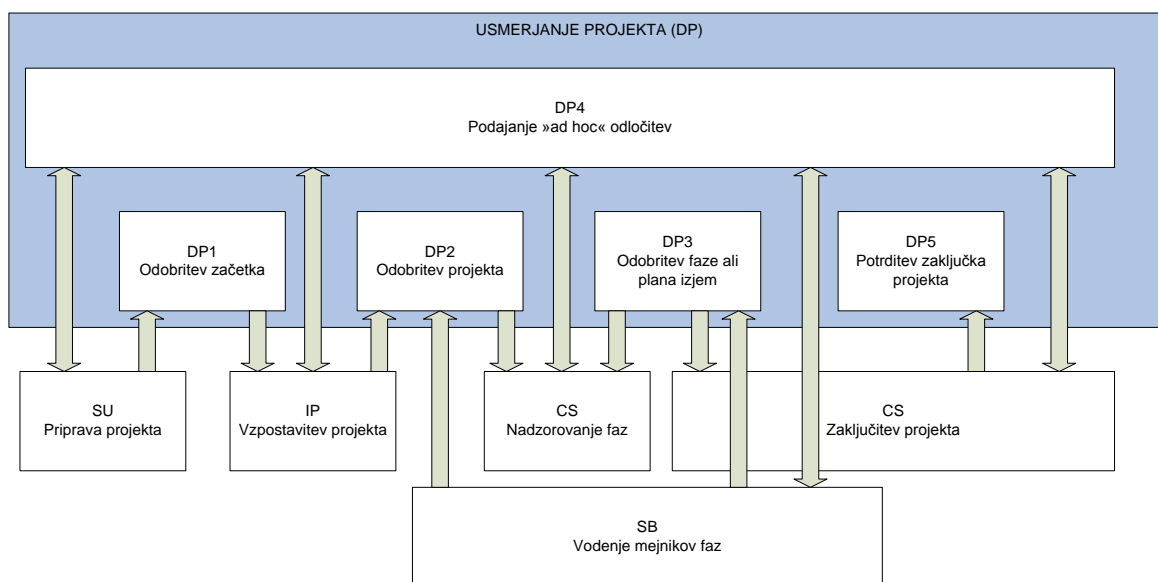 USMERJANJE PROJEKTA (DP)
DP4
Podajanje »ad hoc« odločitev
DP1
Odobritev začetka
DP2
Odobritev projekta
DP3
Odobritev faze ali
plana izjem
DP5
Potrditev zaključka
projekta
SU
Priprava projekta
IP
Vzpostavitev projekta
CS
Nadzorovanje faz
CS
Zaključitev projekta
SB
Vodenje mejnikov faz